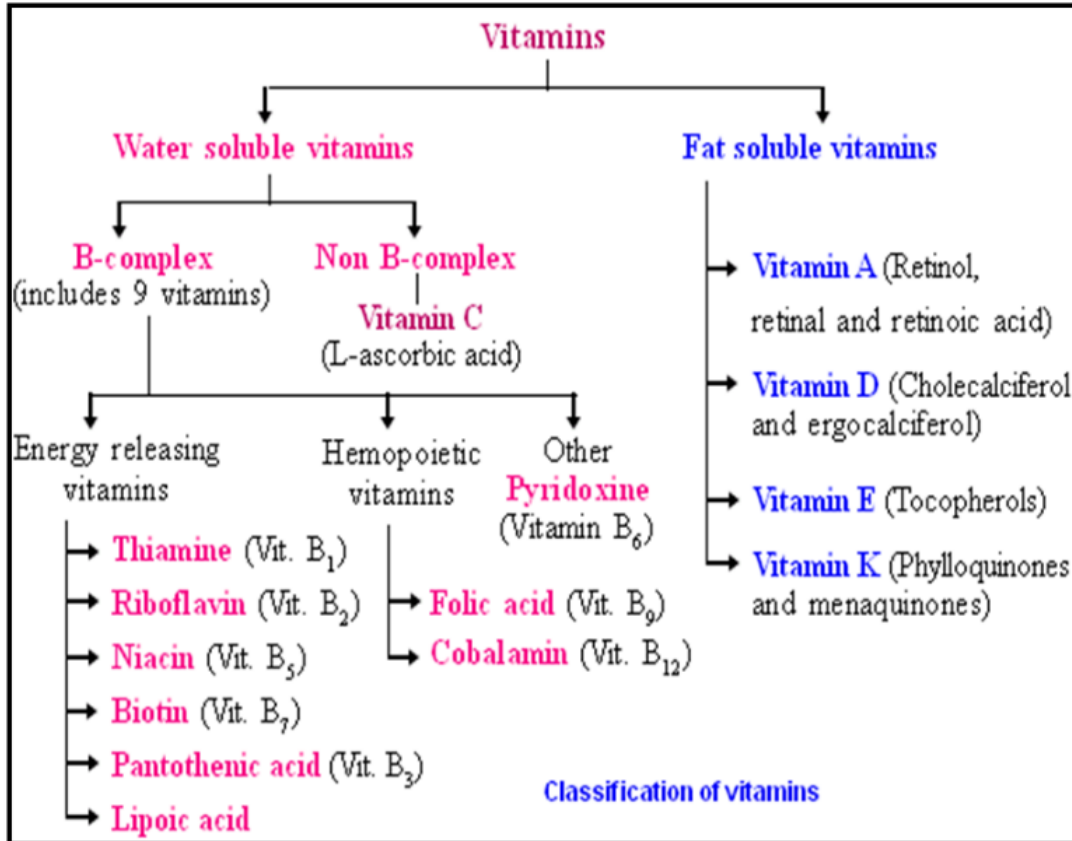 Vitamins
Water soluble vitamins
Fat soluble vitamins
B-complex
(includes 9 vitamins)
Non B-complex
Vitamin C
(L-ascorbic acid)
Energy releasing
vitamins
Thiamine (Vit. B₁)
Riboflavin (Vit. B₂)
Niacin (Vit. B₅)
Biotin (Vit. B₇)
Pantothenic acid (Vit. B₃)
Lipoic acid
Hemopoietic
vitamins
Folic acid (Vit. B₉)
Cobalamin (Vit. B₁₂)
Other
Pyridoxine
(Vitamin B₆)
Vitamin A (Retinol,
retinal and retinoic acid)
Vitamin D (Cholecalciferol
and ergocalciferol)
Vitamin E (Tocopherols)
Vitamin K (Phylloquinones
and menaquinones)
Classification of vitamins